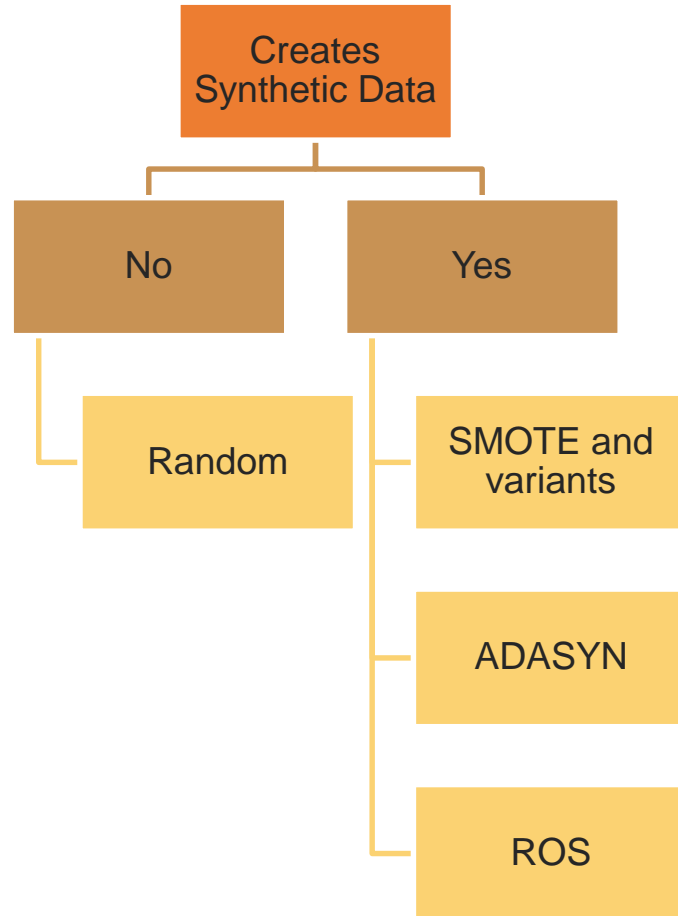 Creates
Synthetic Data
No
Yes
Random
SMOTE and
variants
ADASYN
ROS